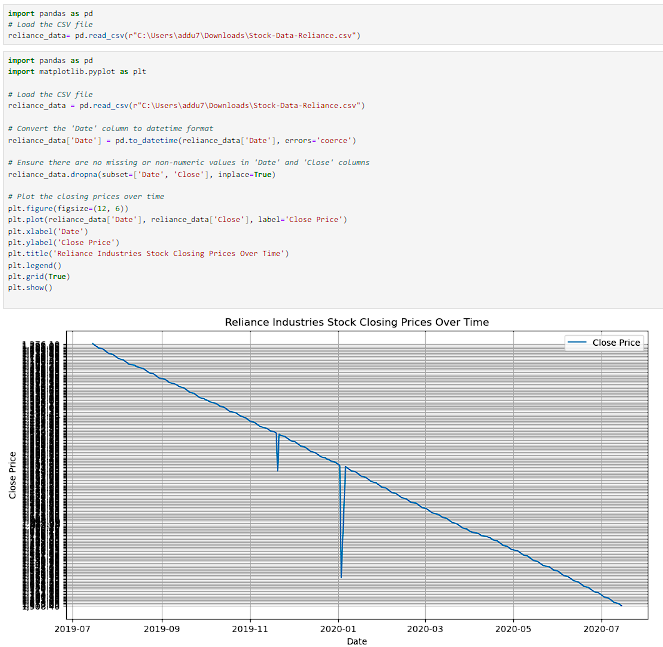 import pandas as pd
# Load the CSV file
reliance_data= pd.read_csv(r"C:\Users\addu7\Downloads\Stock-Data-Reliance.csv")
import pandas as pd
import matplotlib.pyplot as plt
# Load the CSV file
reliance_data = pd.read_csv(r"C:\Users\addu7\Downloads\Stock-Data-Reliance.csv")
# Convert the 'Date' column to datetime format
reliance_data['Date'] = pd.to_datetime(reliance_data['Date'], errors='coerce')
# Ensure there are no missing or non-numeric values in 'Date' and 'Close' columns
reliance_data.dropna(subset=['Date', 'Close'], inplace=True)
# Plot the closing prices over time
plt.figure(figsize=(12, 6))
plt.plot(reliance_data['Date'], reliance_data['Close'], label='Close Price')
plt.xlabel('Date')
plt.ylabel('Close Price')
plt.title('Reliance Industries Stock Closing Prices Over Time')
plt.legend()
plt.grid(True)
plt.show()
Reliance Industries Stock Closing Prices Over Time
Close Price
Close Price
2019-07 2019-09 2019-11 2020-01 2020-03 2020-05 2020-07
Date